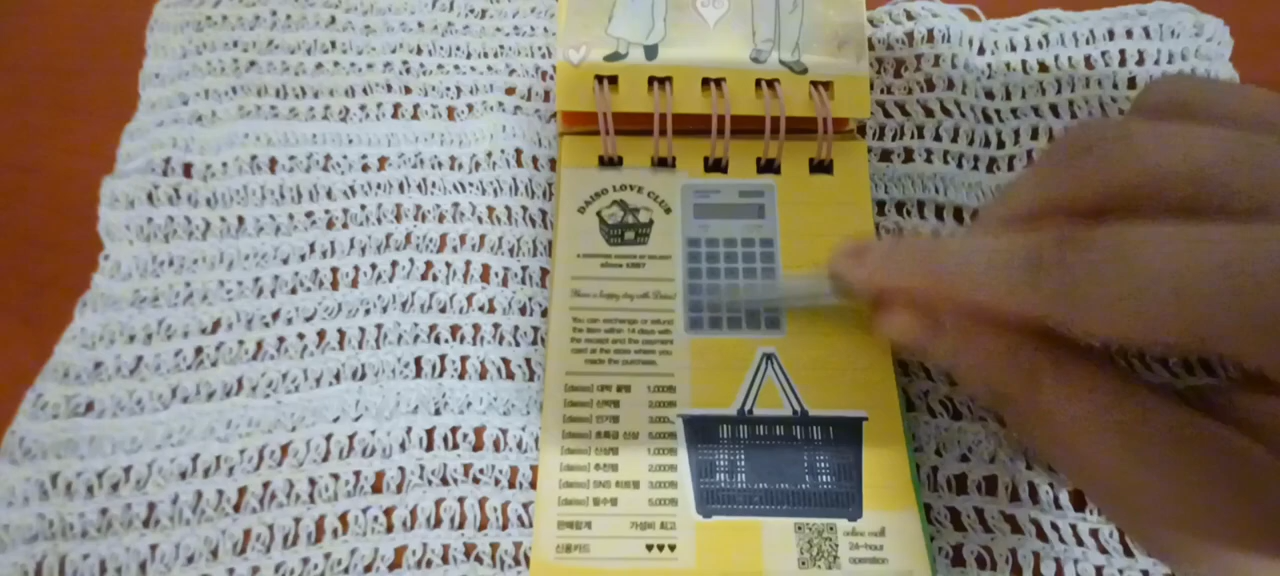 DAISO LOVE CLUB
since 1997
Have a happy day with Daiso!
You can exchange or refund
the item within 14 days with
the receipt and the payment
card at the store where you
made the purchase.
[daiso] 대박 꿀템 1,000원
[daiso] 신박템 2,000원
[daiso] 인기템 3,000
[daiso] 초특급 신상 5,000원
[daiso] 신상템 1,000원
[daiso] 추천템 2,000원
[daiso] SNS 히트템 3,000원
[daiso] 필수템 5,000원
판매합계 가성비 최고
신용카드 ♥♥♥
online mall
24-hour
operation